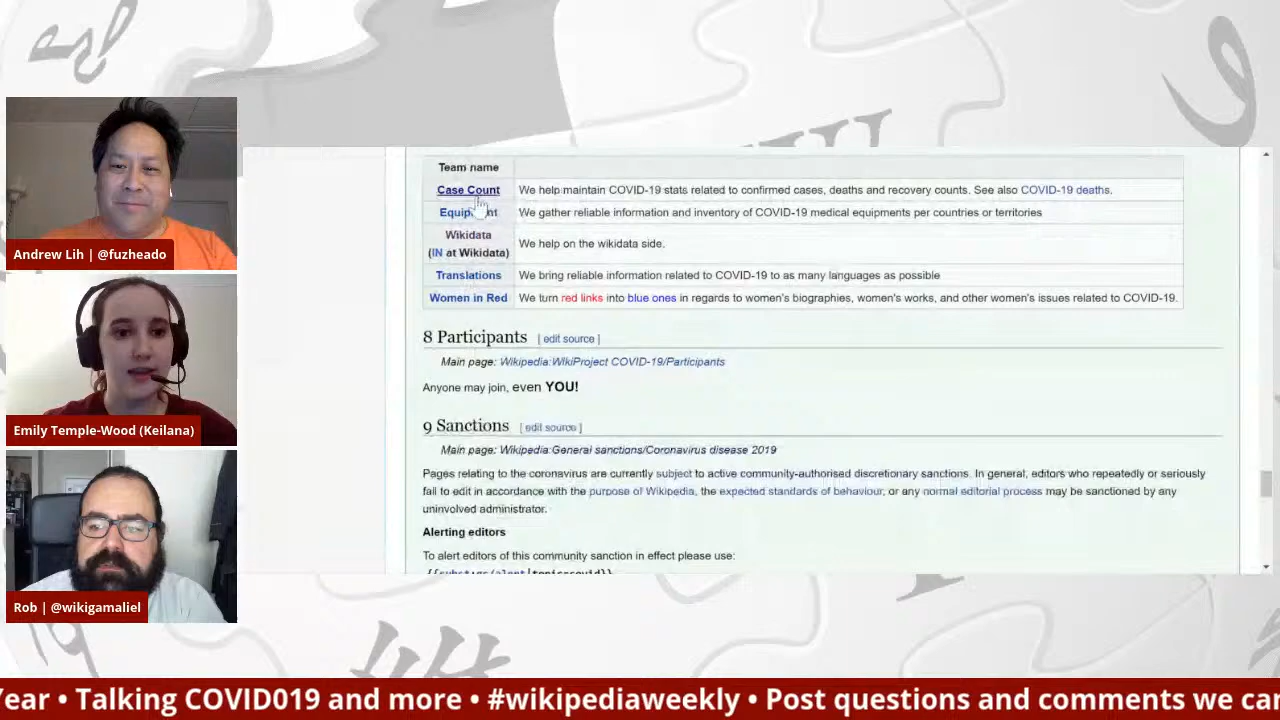 Andrew Lih | @fuzheado
Emily Temple-Wood (Keilana)
Rob | @wikigamaliel
Team name
Case Count We help maintain COVID-19 stats related to confirmed cases, deaths and recovery counts. See also COVID-19 deaths.
Equipment We gather reliable information and inventory of COVID-19 medical equipments per countries or territories
Wikidata
(IN at Wikidata) We help on the wikidata side.
Translations We bring reliable information related to COVID-19 to as many languages as possible
Women in Red We turn red links into blue ones in regards to women's biographies, women's works, and other women's issues related to COVID-19.
8 Participants [ edit source ]
Main page: Wikipedia:WikiProject COVID-19/Participants
Anyone may join, even YOU!
9 Sanctions [ edit source ]
Main page: Wikipedia:General sanctions/Coronavirus disease 2019
Pages relating to the coronavirus are currently subject to active community-authorised discretionary sanctions. In general, editors who repeatedly or seriously
fail to edit in accordance with the purpose of Wikipedia, the expected standards of behaviour, or any normal editorial process may be sanctioned by any
uninvolved administrator.
Alerting editors
To alert editors of this community sanction in effect please use:
Year • Talking COVID019 and more • #wikipediaweekly • Post questions and comments we can